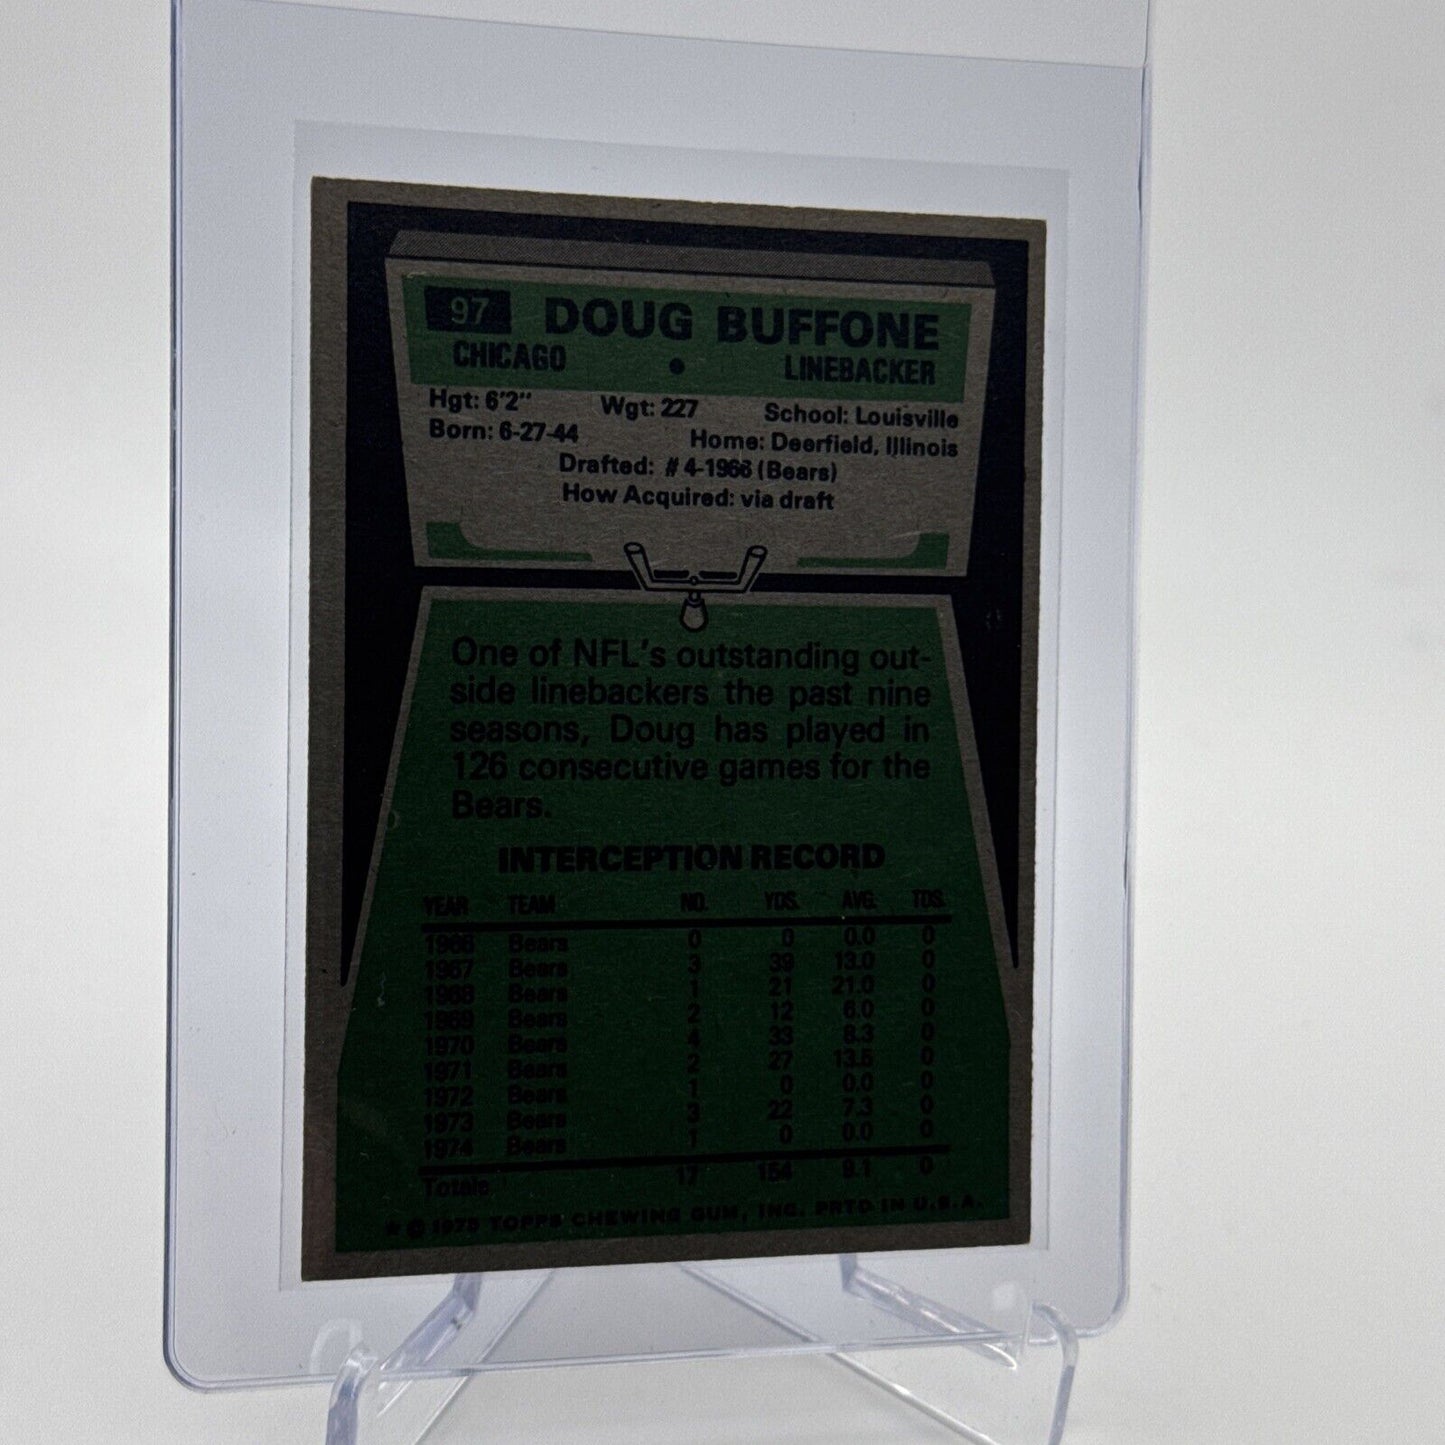 97 DOUG BUFFONE
CHICAGO • LINEBACKER
Hgt: 6'2" Wgt: 227 School: Louisville
Born: 6-27-44 Home: Deerfield, Illinois
Drafted: #4-1966 (Bears)
How Acquired: via draft
One of NFL's outstanding out-
side linebackers the past nine
seasons, Doug has played in
126 consecutive games for the
Bears.
INTERCEPTION RECORD
YEAR TEAM NO. YDS. AVG. TDS.
1966 Bears 0 0 0.0 0
1967 Bears 3 39 13.0 0
1968 Bears 1 21 21.0 0
1969 Bears 2 12 6.0 0
1970 Bears 4 33 8.3 0
1971 Bears 2 27 13.5 0
1972 Bears 1 0 0.0 0
1973 Bears 3 22 7.3 0
1974 Bears 1 0 0.0 0
Totals 17 154 9.1 0
* © 1975 TOPPS CHEWING GUM, INC. PRTD IN U.S.A.